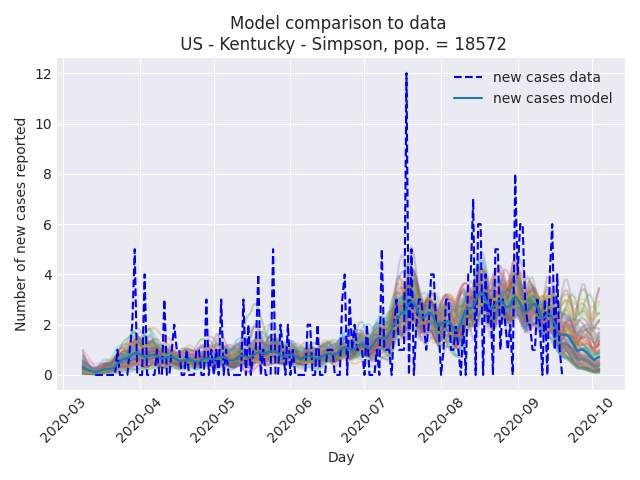 Model comparison to data
US - Kentucky - Simpson, pop. = 18572
new cases data
new cases model
Number of new cases reported
12
10
8
6
4
2
0
2020-03
2020-04
2020-05
2020-06
2020-07
2020-08
2020-09
2020-10
Day